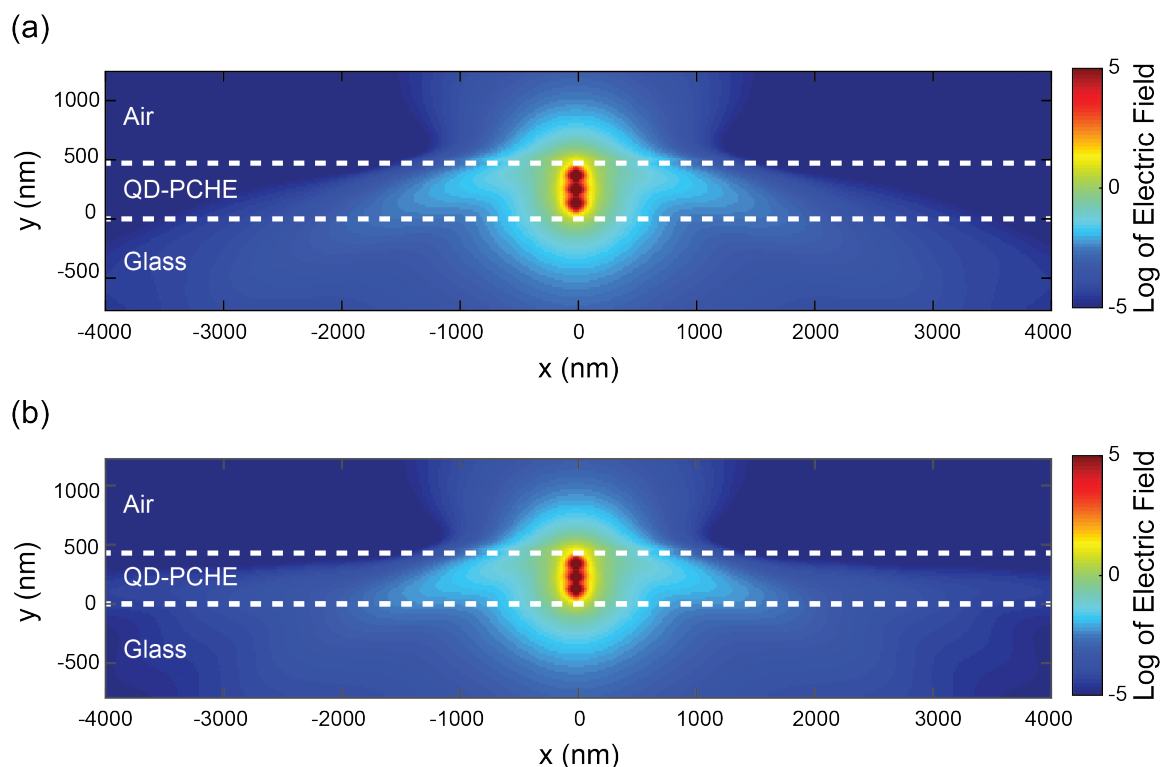 (a)
1000
500
0
-500
y (nm)
Air
QD-PCHE
Glass
-4000 -3000 -2000 -1000 0 1000 2000 3000 4000
x (nm)
5
0
-5
Log of Electric Field
(b)
1000
500
0
-500
y (nm)
Air
QD-PCHE
Glass
-4000 -3000 -2000 -1000 0 1000 2000 3000 4000
x (nm)
5
0
-5
Log of Electric Field